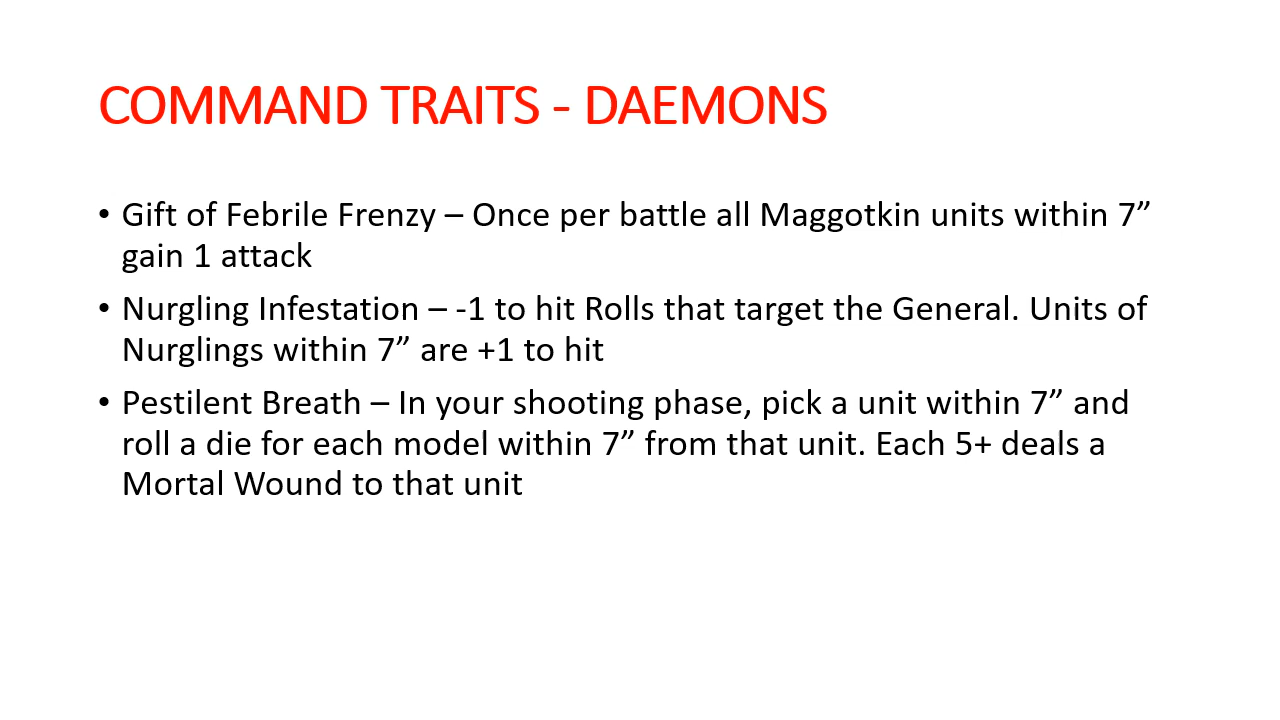 COMMAND TRAITS - DAEMONS
• Gift of Febrile Frenzy – Once per battle all Maggotkin units within 7”
gain 1 attack
• Nurgling Infestation – -1 to hit Rolls that target the General. Units of
Nurglings within 7” are +1 to hit
• Pestilent Breath – In your shooting phase, pick a unit within 7” and
roll a die for each model within 7” from that unit. Each 5+ deals a
Mortal Wound to that unit